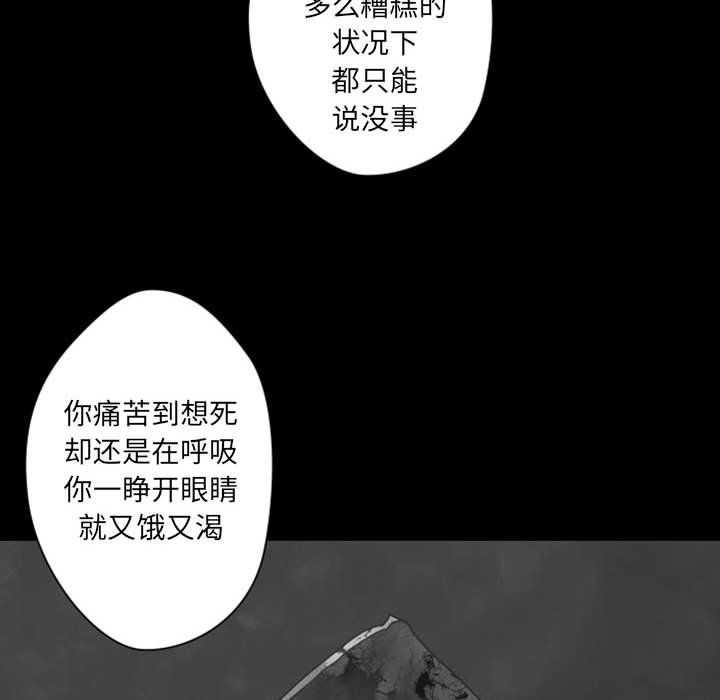 多么糟糕的
状况下
都只能
说没事
你痛苦到想死
却还是在呼吸
你一睁开眼睛
就又饿又渴